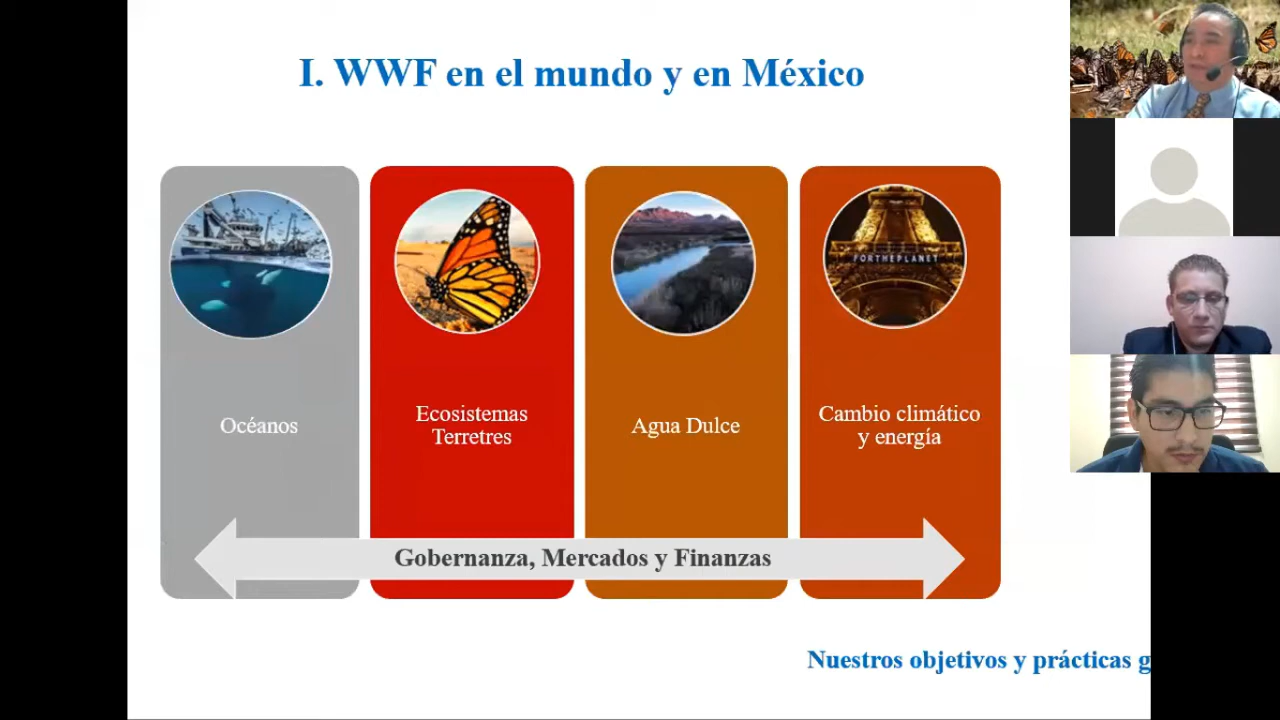 I. WWF en el mundo y en México
FORTHEPLANET
Océanos
Ecosistemas
Terretres
Agua Dulce
Cambio climático
y energía
Gobernanza, Mercados y Finanzas
Nuestros objetivos y prácticas g